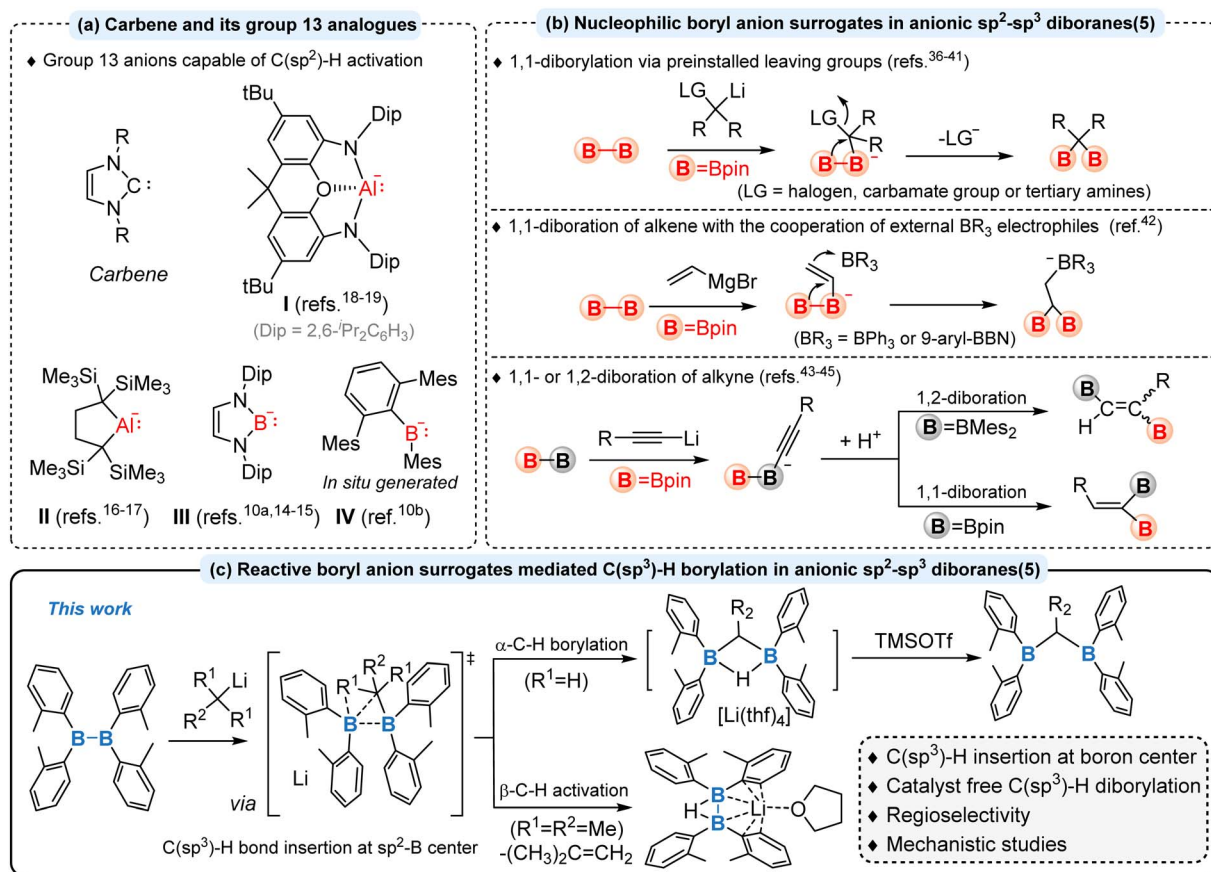 (a) Carbene and its group 13 analogues
♦ Group 13 anions capable of C(sp²)-H activation
R
N
C:
N
R
Carbene
tBu
Dip
N
O
Al:
−
N
Dip
tBu
I (refs.¹⁸⁻¹⁹)
(Dip = 2,6-ⁱPr₂C₆H₃)
Me₃Si
SiMe₃
Al:
−
Me₃Si
SiMe₃
II (refs.¹⁶⁻¹⁷)
Dip
N
B:
−
N
Dip
III (refs.¹⁰ᵃ,¹⁴⁻¹⁵)
Mes
B:
−
Mes
Mes
In situ generated
IV (ref.¹⁰ᵇ)
(b) Nucleophilic boryl anion surrogates in anionic sp²-sp³ diboranes(5)
♦ 1,1-diborylation via preinstalled leaving groups (refs.³⁶⁻⁴¹)
B B
LG Li
R R
B=Bpin
LG R
R
B B −
-LG⁻
R R
B B
(LG = halogen, carbamate group or tertiary amines)
♦ 1,1-diboration of alkene with the cooperation of external BR₃ electrophiles (ref.⁴²)
B B
MgBr
B=Bpin
BR₃
B B −
(BR₃ = BPh₃ or 9-aryl-BBN)
−
BR₃
B B
♦ 1,1- or 1,2-diboration of alkyne (refs.⁴³⁻⁴⁵)
B B
R Li
B=Bpin
R
B B −
+ H⁺
1,2-diboration
B=BMes₂
B R
C=C
H B
1,1-diboration
B=Bpin
R B
B
(c) Reactive boryl anion surrogates mediated C(sp³)-H borylation in anionic sp²-sp³ diboranes(5)
This work
B B
Li
R² R¹
R¹
via
R¹ R² R¹
B B
Li
‡
C(sp³)-H bond insertion at sp²-B center
α-C-H borylation
(R¹=H)
R₂
B B
H
[Li(thf)₄]
TMSOTf
R₂
B B
β-C-H activation
(R¹=R²=Me)
-(CH₃)₂C=CH₂
B
H Li O
B
♦ C(sp³)-H insertion at boron center
♦ Catalyst free C(sp³)-H diborylation
♦ Regioselectivity
♦ Mechanistic studies